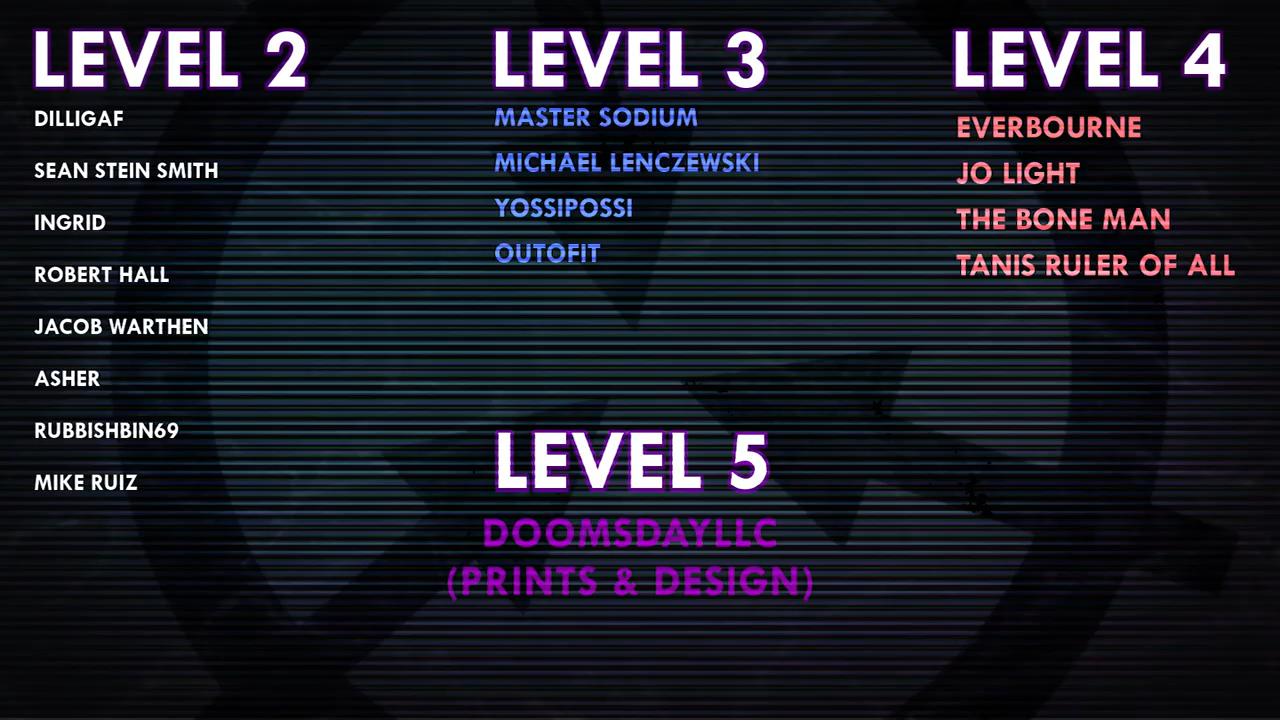 LEVEL 2
DILLIGAF
SEAN STEIN SMITH
INGRID
ROBERT HALL
JACOB WARTHEN
ASHER
RUBBISHBIN69
MIKE RUIZ
LEVEL 3
MASTER SODIUM
MICHAEL LENCZEWSKI
YOSSIPOSSI
OUTOFIT
LEVEL 4
EVERBOURNE
JO LIGHT
THE BONE MAN
TANIS RULER OF ALL
LEVEL 5
DOOMSDAYLLC
(PRINTS & DESIGN)